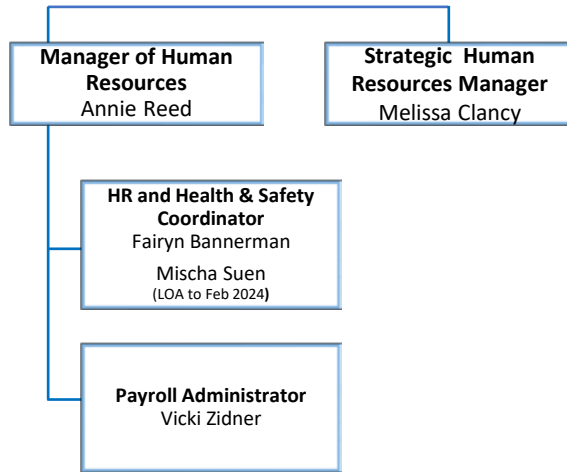 Manager of Human
Resources
Annie Reed
Strategic Human
Resources Manager
Melissa Clancy
HR and Health & Safety
Coordinator
Fairyn Bannerman
Mischa Suen
(LOA to Feb 2024)
Payroll Administrator
Vicki Zidner